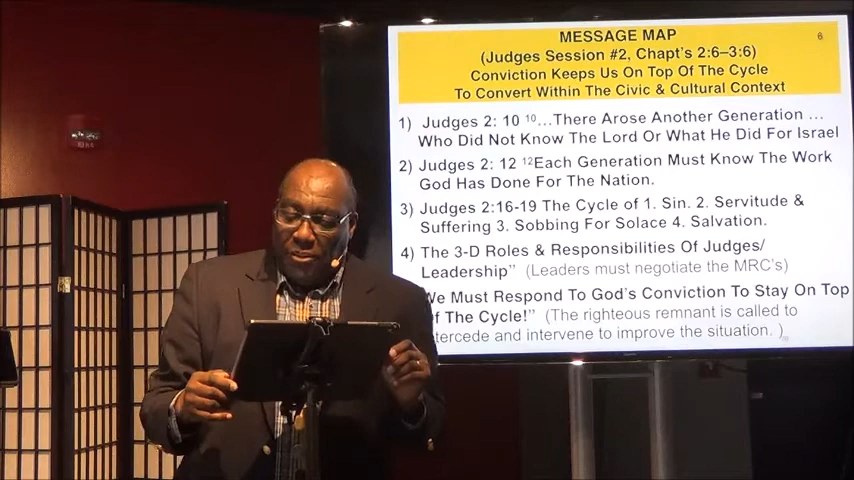 MESSAGE MAP
6
(Judges Session #2, Chapt's 2:6–3:6)
Conviction Keeps Us On Top Of The Cycle
To Convert Within The Civic & Cultural Context
1) Judges 2: 10 ¹⁰...There Arose Another Generation ...
Who Did Not Know The Lord Or What He Did For Israel
2) Judges 2: 12 ¹²Each Generation Must Know The Work
God Has Done For The Nation.
3) Judges 2:16-19 The Cycle of 1. Sin. 2. Servitude &
Suffering 3. Sobbing For Solace 4. Salvation.
4) The 3-D Roles & Responsibilities Of Judges/
Leadership" (Leaders must negotiate the MRC's)
We Must Respond To God's Conviction To Stay On Top
Of The Cycle!" (The righteous remnant is called to
tercede and intervene to improve the situation. )